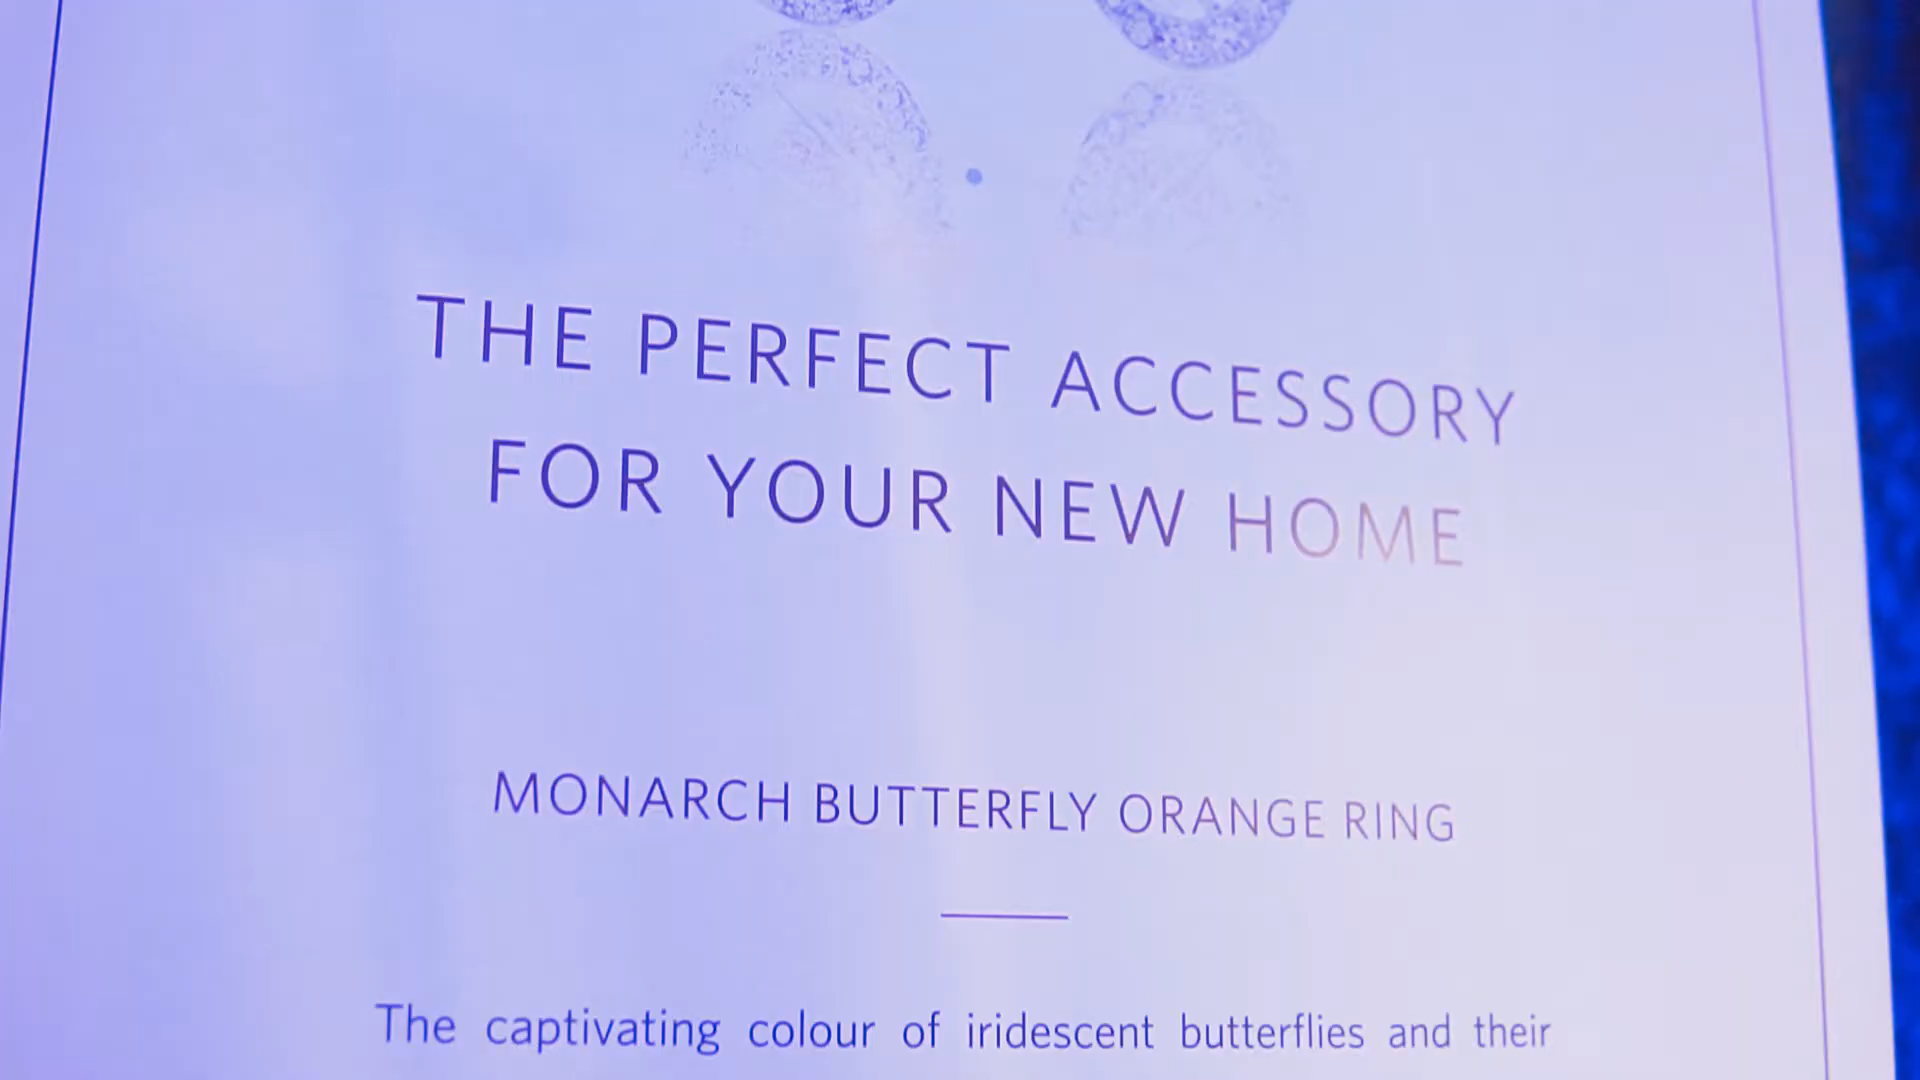 THE PERFECT ACCESSORY
FOR YOUR NEW HOME
MONARCH BUTTERFLY ORANGE RING
The captivating colour of iridescent butterflies and their